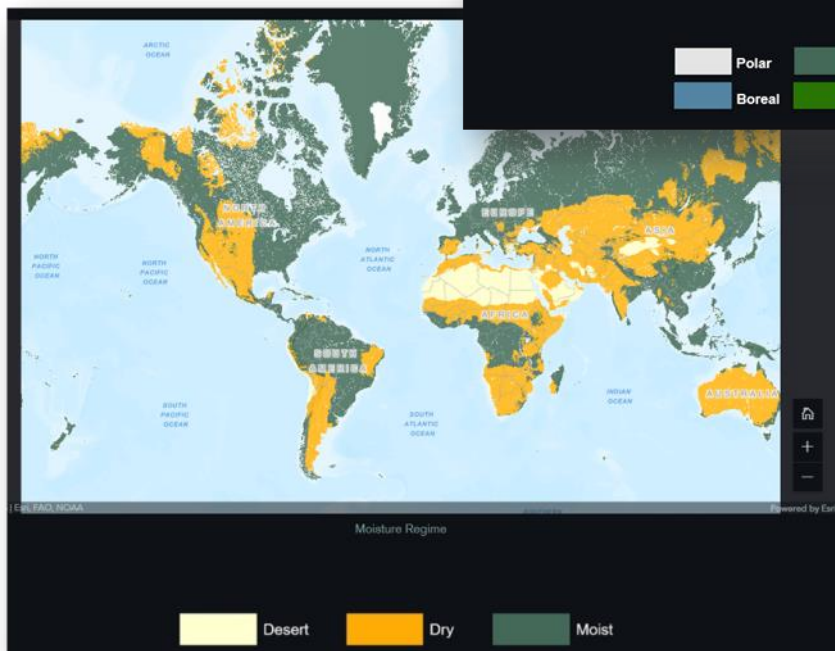 Polar
Boreal
ARCTIC
OCEAN
NORTH
AMERICA
EUROPE
ASIA
NORTH
PACIFIC
OCEAN
NORTH
PACIFIC
OCEAN
NORTH
ATLANTIC
OCEAN
AFRICA
SOUTH
AMERICA
SOUTH
PACIFIC
OCEAN
SOUTH
ATLANTIC
OCEAN
INDIAN
OCEAN
AUSTRALIA
+
−
| Esri, FAO, NOAA
Powered by Esri
Moisture Regime
Desert
Dry
Moist